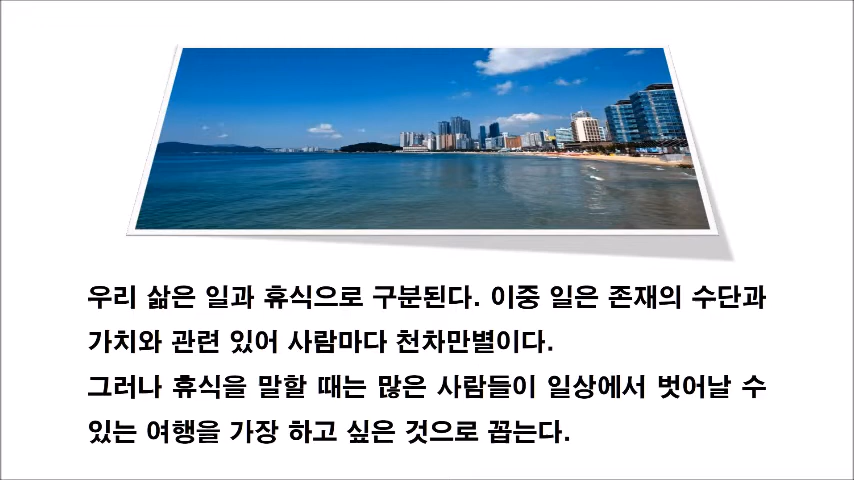 우리 삶은 일과 휴식으로 구분된다. 이중 일은 존재의 수단과
가치와 관련 있어 사람마다 천차만별이다.
그러나 휴식을 말할 때는 많은 사람들이 일상에서 벗어날 수
있는 여행을 가장 하고 싶은 것으로 꼽는다.